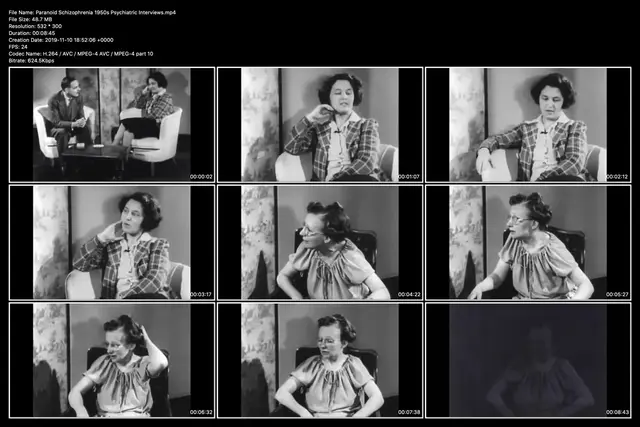 File Name: Paranoid Schizophrenia 1950s Psychiatric Interviews.mp4
File Size: 48.7 MB
Resolution: 532 * 300
Duration: 00:08:45
Creation Date: 2019-11-10 18:52:06 +0000
FPS: 24
Codec Name: H.264 / AVC / MPEG-4 AVC / MPEG-4 part 10
Bitrate: 624.5Kbps
00:00:02
00:01:07
00:02:12
00:03:17
00:04:22
00:05:27
00:06:32
00:07:38
00:08:43